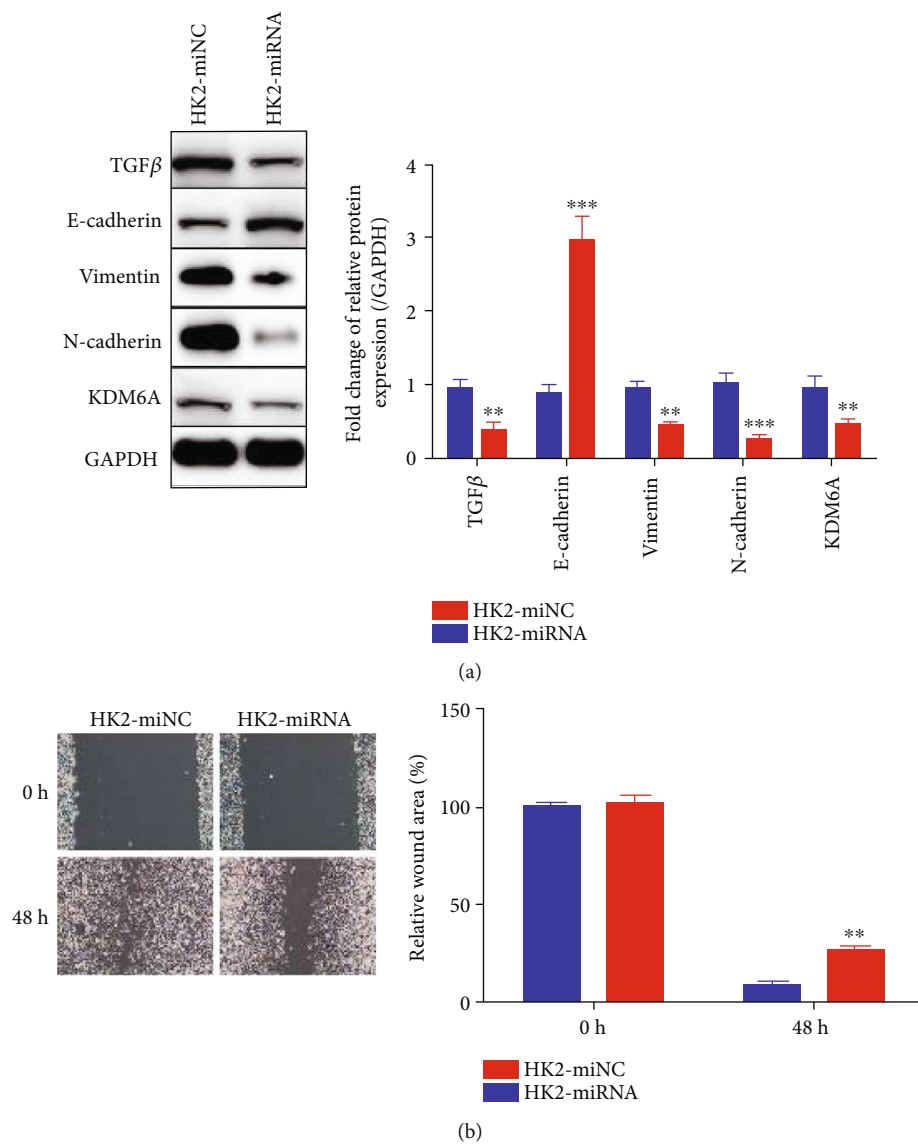 HK2-miNC
HK2-miRNA
TGFβ
E-cadherin
Vimentin
N-cadherin
KDM6A
GAPDH
Fold change of relative protein
expression (/GAPDH)
4
3
2
1
0
**
***
**
***
**
TGFβ
E-cadherin
Vimentin
N-cadherin
KDM6A
HK2-miNC
HK2-miRNA
(a)
HK2-miNC
HK2-miRNA
0 h
48 h
Relative wound area (%)
150
100
50
0
**
0 h
48 h
HK2-miNC
HK2-miRNA
(b)